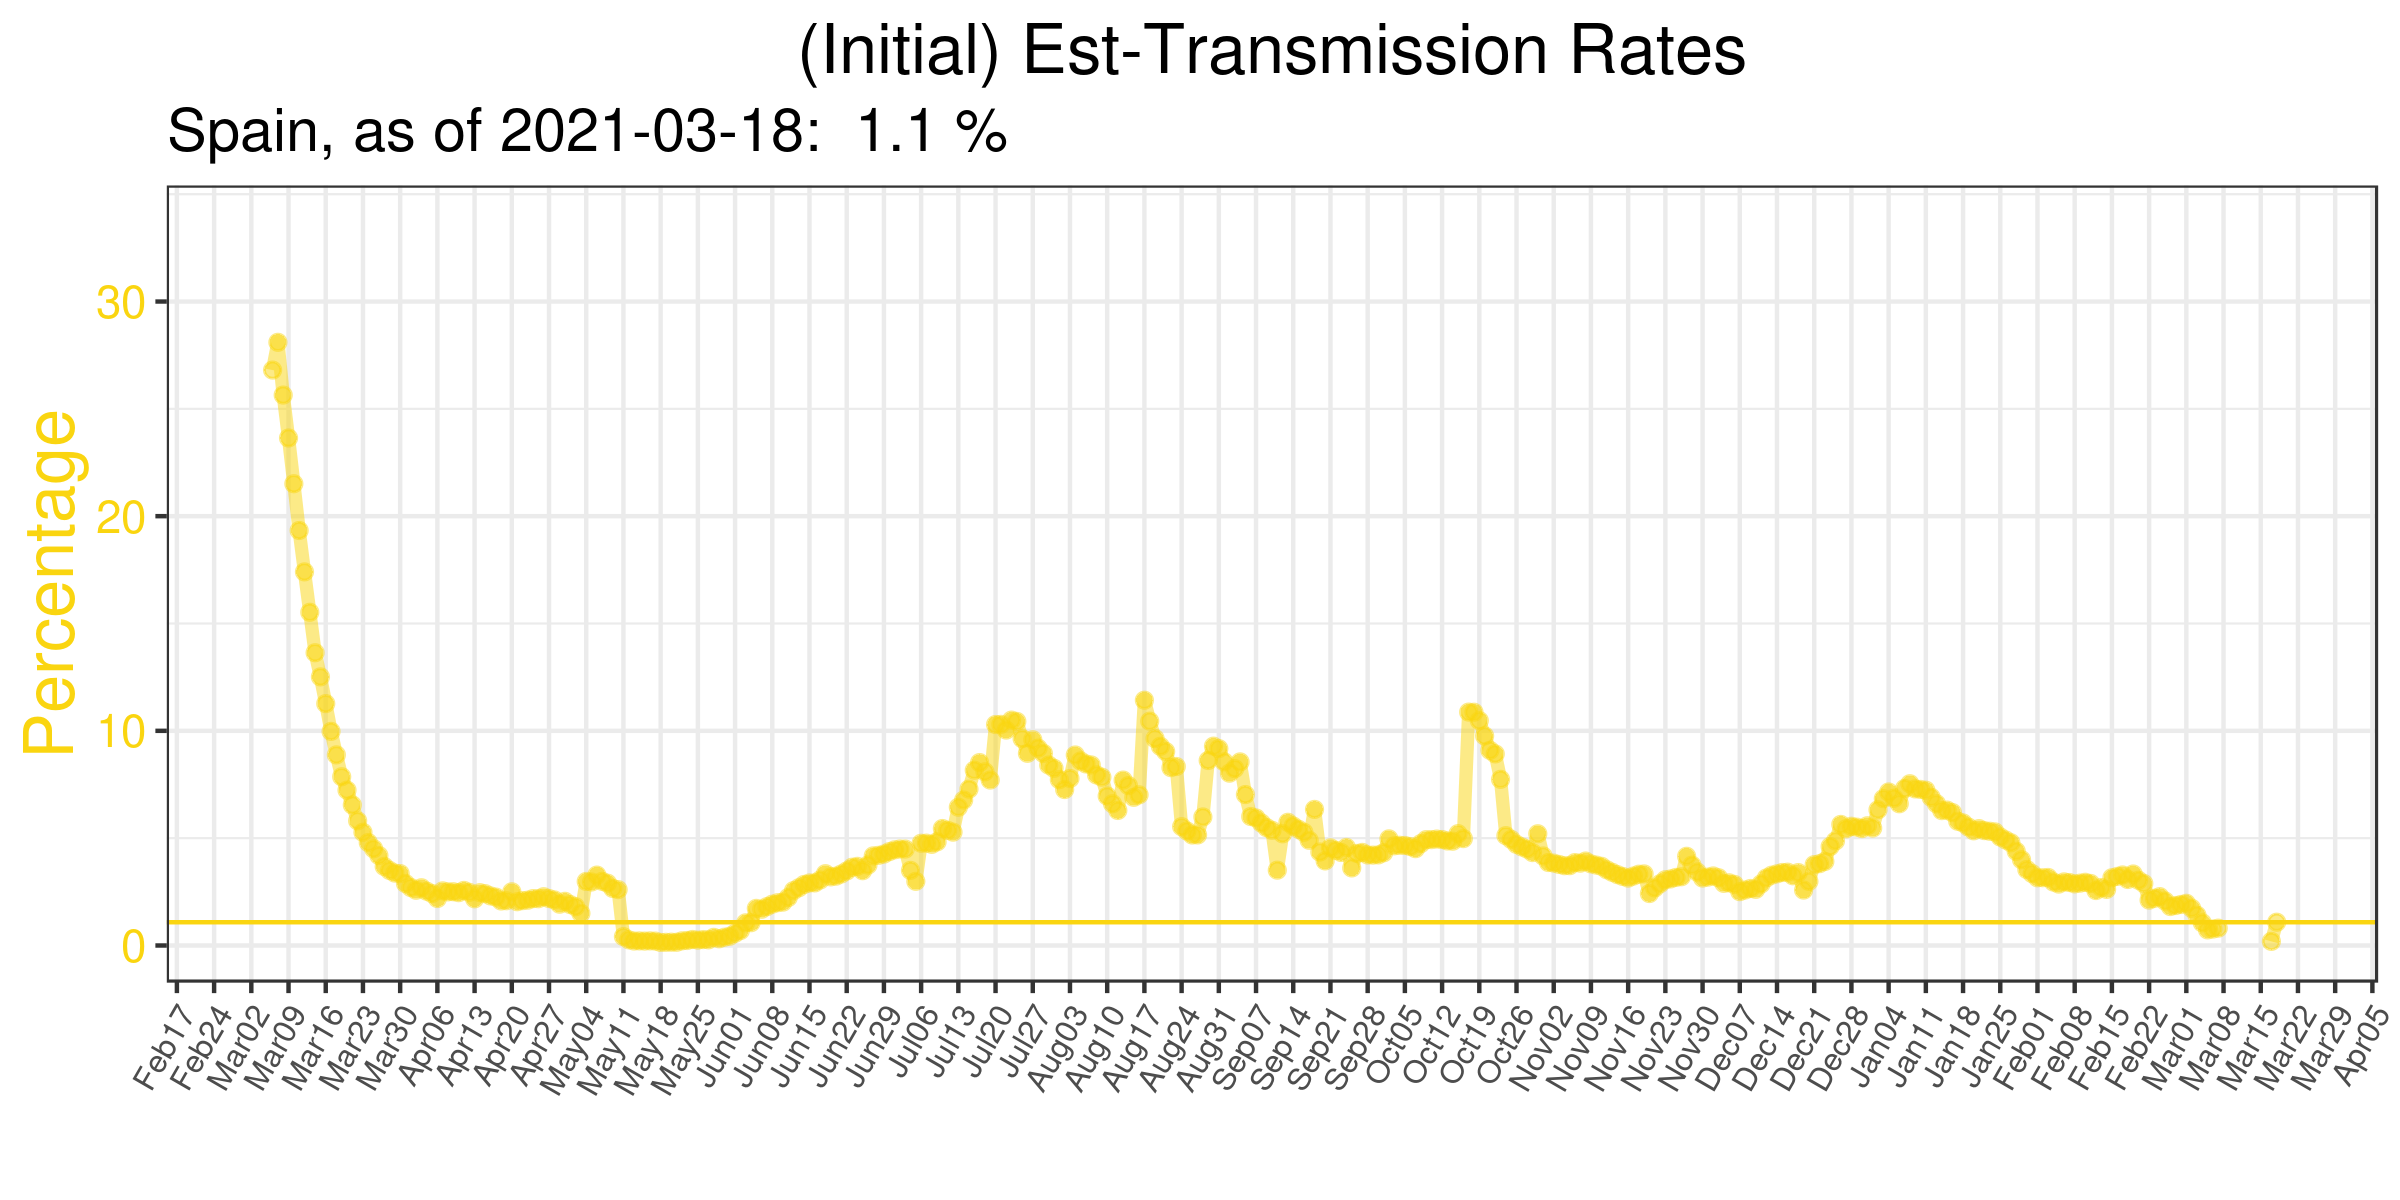 (Initial) Est-Transmission Rates
Spain, as of 2021-03-18: 1.1 %
Percentage
30
20
10
0
Feb17
Feb24
Mar02
Mar09
Mar16
Mar23
Mar30
Apr06
Apr13
Apr20
Apr27
May04
May11
May18
May25
Jun01
Jun08
Jun15
Jun22
Jun29
Jul06
Jul13
Jul20
Jul27
Aug03
Aug10
Aug17
Aug24
Aug31
Sep07
Sep14
Sep21
Sep28
Oct05
Oct12
Oct19
Oct26
Nov02
Nov09
Nov16
Nov23
Nov30
Dec07
Dec14
Dec21
Dec28
Jan04
Jan11
Jan18
Jan25
Feb01
Feb08
Feb15
Feb22
Mar01
Mar08
Mar15
Mar22
Mar29
Apr05